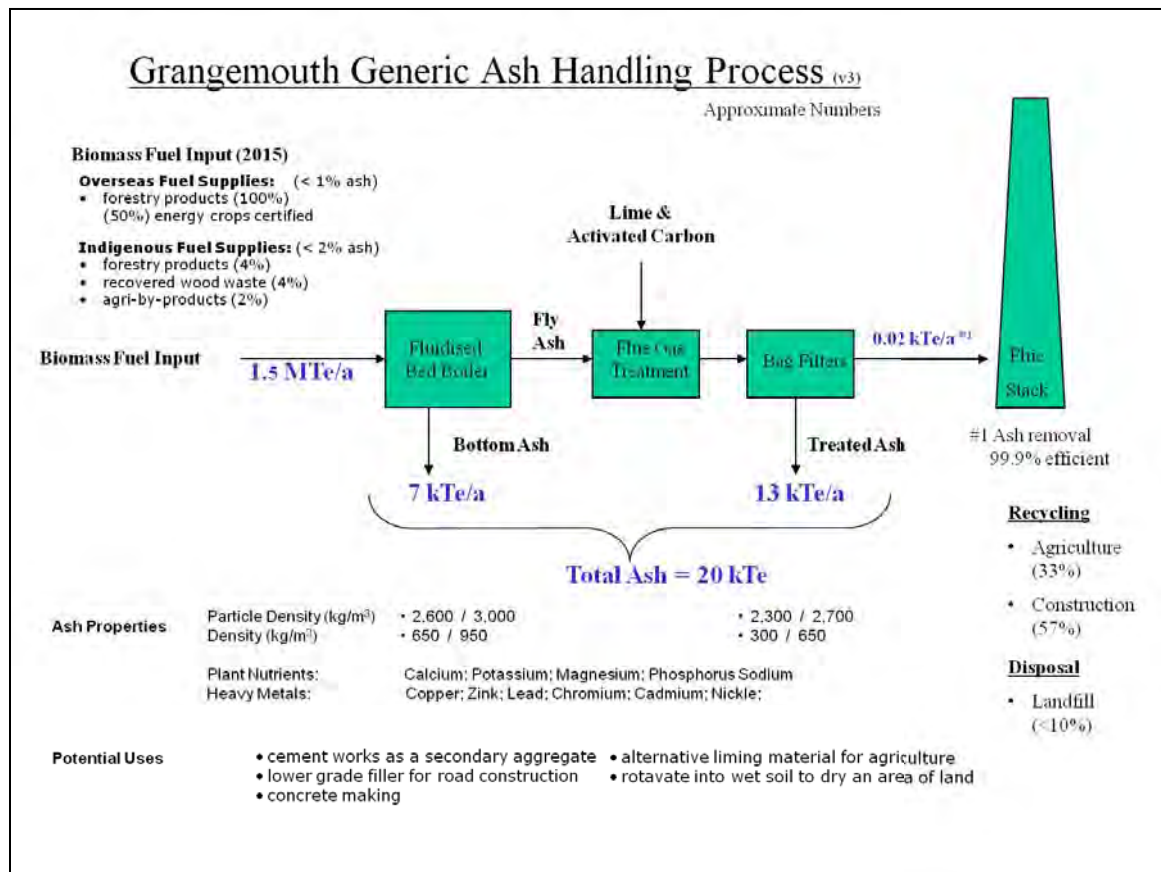 Grangemouth Generic Ash Handling Process (v3)
Approximate Numbers
Biomass Fuel Input (2015)
Overseas Fuel Supplies: (< 1% ash)
• forestry products (100%)
(50%) energy crops certified
Indigenous Fuel Supplies: (< 2% ash)
• forestry products (4%)
• recovered wood waste (4%)
• agri-by-products (2%)
Lime &
Activated Carbon
Biomass Fuel Input
1.5 MTe/a
Fluidised
Bed Boiler
Fly
Ash
Flue Gas
Treatment
Bag Filters
0.02 kTe/a #1
Flue
Stack
#1 Ash removal
99.9% efficient
Bottom Ash
Treated Ash
7 kTe/a
13 kTe/a
Total Ash = 20 kTe
Recycling
• Agriculture
(33%)
• Construction
(57%)
Disposal
• Landfill
(<10%)
Ash Properties
Particle Density (kg/m3) • 2,600 / 3,000 • 2,300 / 2,700
Density (kg/m3) • 650 / 950 • 300 / 650
Plant Nutrients: Calcium; Potassium; Magnesium; Phosphorus Sodium
Heavy Metals: Copper; Zink; Lead; Chromium; Cadmium; Nickle;
Potential Uses
• cement works as a secondary aggregate • alternative liming material for agriculture
• lower grade filler for road construction • rotavate into wet soil to dry an area of land
• concrete making